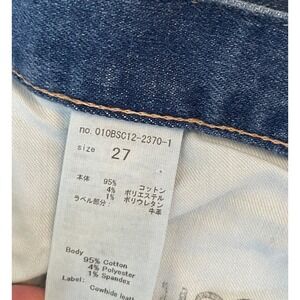 no. 010BSC12-2370-1
size 27
本体 95% コットン
4% ポリエステル
1% ポリウレタン
ラベル部分: 牛革
Body 95% Cotton
4% Polyester
1% Spandex
Label: Cowhide leat